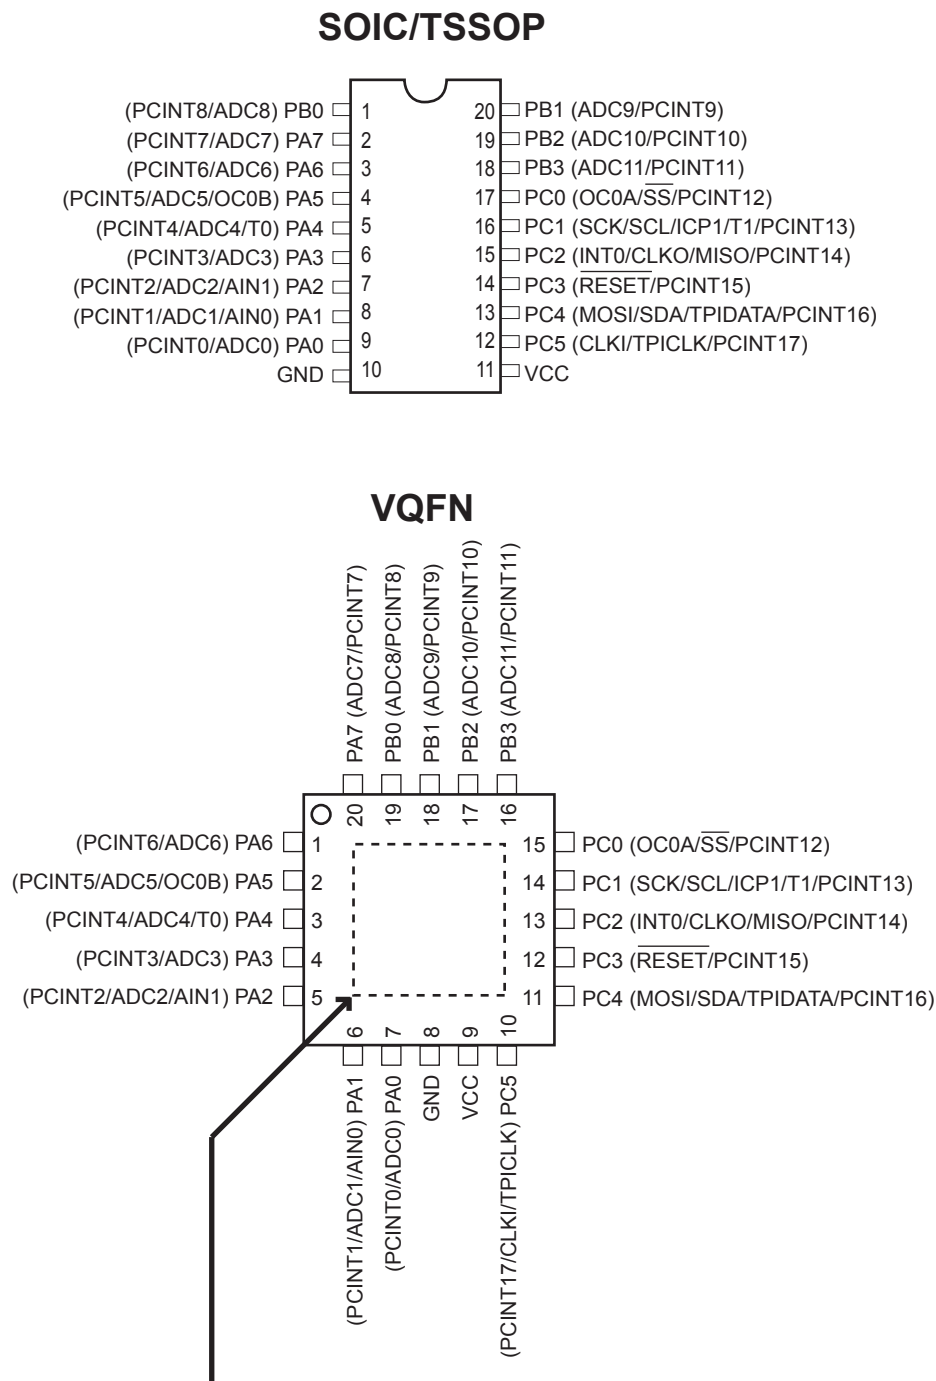 SOIC/TSSOP
(PCINT8/ADC8) PB0 1 20 PB1 (ADC9/PCINT9)
(PCINT7/ADC7) PA7 2 19 PB2 (ADC10/PCINT10)
(PCINT6/ADC6) PA6 3 18 PB3 (ADC11/PCINT11)
(PCINT5/ADC5/OC0B) PA5 4 17 PC0 (OC0A/S̅S̅/PCINT12)
(PCINT4/ADC4/T0) PA4 5 16 PC1 (SCK/SCL/ICP1/T1/PCINT13)
(PCINT3/ADC3) PA3 6 15 PC2 (INT0/CLKO/MISO/PCINT14)
(PCINT2/ADC2/AIN1) PA2 7 14 PC3 (R̅E̅S̅E̅T̅/PCINT15)
(PCINT1/ADC1/AIN0) PA1 8 13 PC4 (MOSI/SDA/TPIDATA/PCINT16)
(PCINT0/ADC0) PA0 9 12 PC5 (CLKI/TPICLK/PCINT17)
GND 10 11 VCC
VQFN
20 PA7 (ADC7/PCINT7)
19 PB0 (ADC8/PCINT8)
18 PB1 (ADC9/PCINT9)
17 PB2 (ADC10/PCINT10)
16 PB3 (ADC11/PCINT11)
(PCINT6/ADC6) PA6 1 15 PC0 (OC0A/S̅S̅/PCINT12)
(PCINT5/ADC5/OC0B) PA5 2 14 PC1 (SCK/SCL/ICP1/T1/PCINT13)
(PCINT4/ADC4/T0) PA4 3 13 PC2 (INT0/CLKO/MISO/PCINT14)
(PCINT3/ADC3) PA3 4 12 PC3 (R̅E̅S̅E̅T̅/PCINT15)
(PCINT2/ADC2/AIN1) PA2 5 11 PC4 (MOSI/SDA/TPIDATA/PCINT16)
(PCINT1/ADC1/AIN0) PA1 6
(PCINT0/ADC0) PA0 7
GND 8
VCC 9
(PCINT17/CLKI/TPICLK) PC5 10